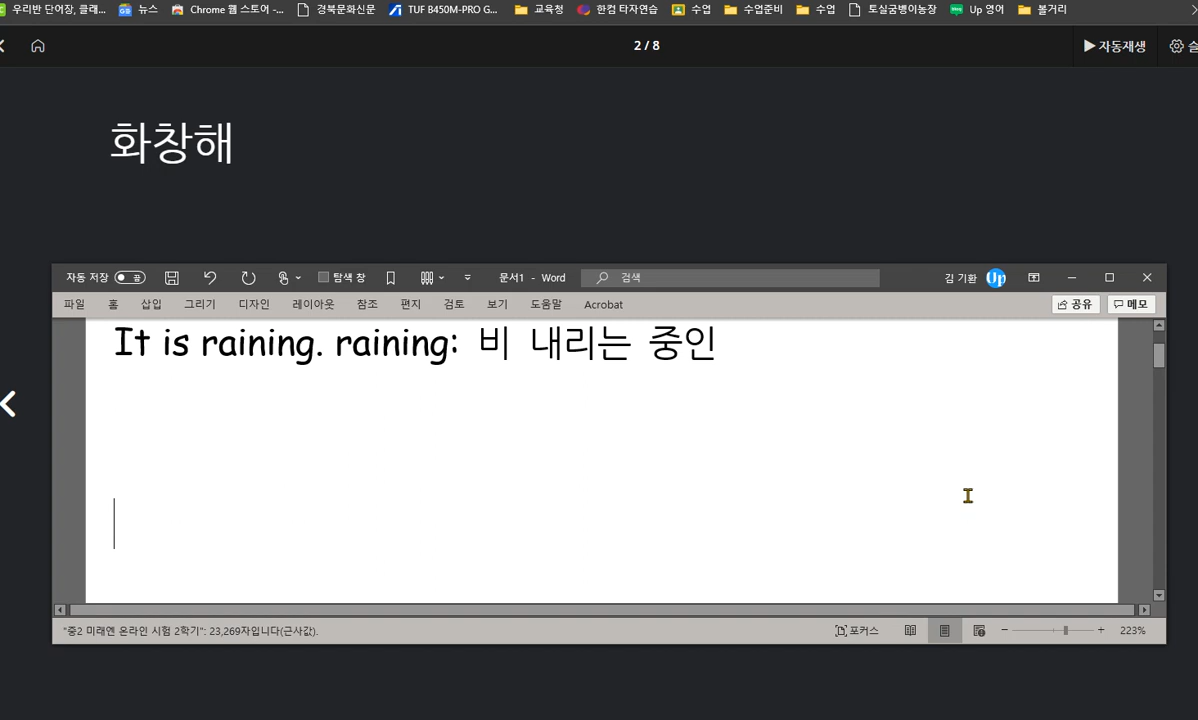 우리반 단어장, 클래... 뉴스 Chrome 웹 스토어 -... 경북문화신문 TUF B450M-PRO G... 교육청 한컴 타자연습 수업 수업준비 수업 토실굼벵이농장 Up 영어 볼거리
2 / 8 자동재생 슬
화창해
자동 저장 끔 탐색 창 문서1 - Word 검색 김 기환 Up
파일 홈 삽입 그리기 디자인 레이아웃 참조 편지 검토 보기 도움말 Acrobat 공유 메모
It is raining. raining: 비 내리는 중인
"중2 미래엔 온라인 시험 2학기": 23,269자입니다(근사값). 포커스 223%